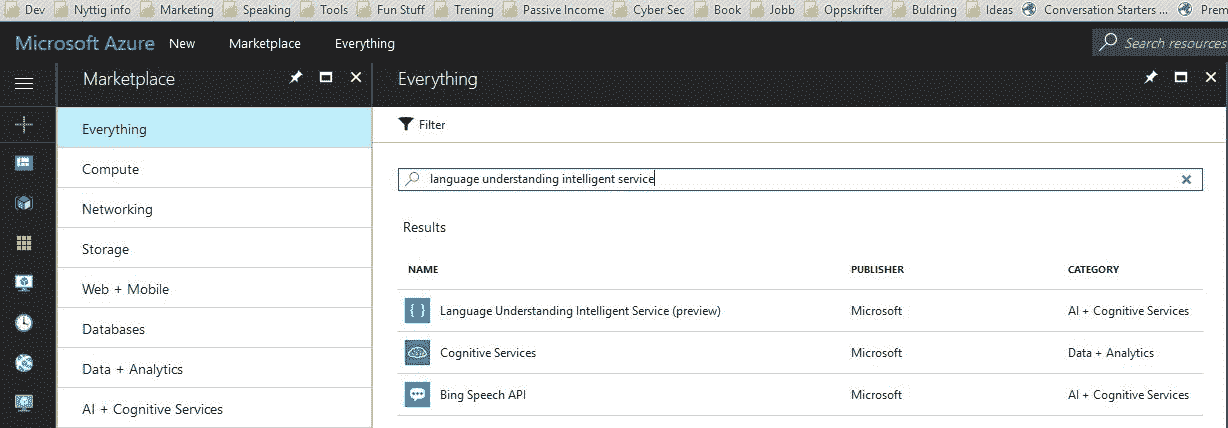 Dev Nyttig info Marketing Speaking Tools Fun Stuff Trening Passive Income Cyber Sec Book Jobb Oppskrifter Buldring Ideas Conversation Starters ... Prem
Microsoft Azure New Marketplace Everything Search resources
Marketplace
Everything
Compute
Networking
Storage
Web + Mobile
Databases
Data + Analytics
AI + Cognitive Services
Everything
Filter
language understanding intelligent service
Results
NAME PUBLISHER CATEGORY
Language Understanding Intelligent Service (preview) Microsoft AI + Cognitive Services
Cognitive Services Microsoft Data + Analytics
Bing Speech API Microsoft AI + Cognitive Services